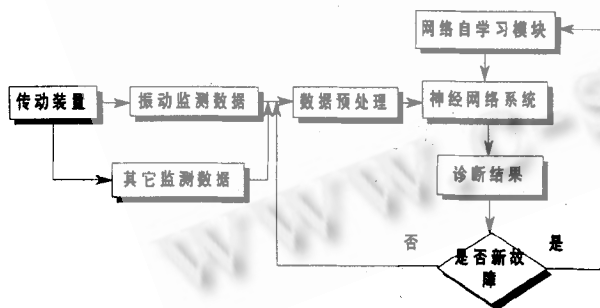 网络自学习模块
传动装量
振动监测数据
数据预处理
神经网络系统
其它监测数据
诊断结果
否
是否新故
障
是